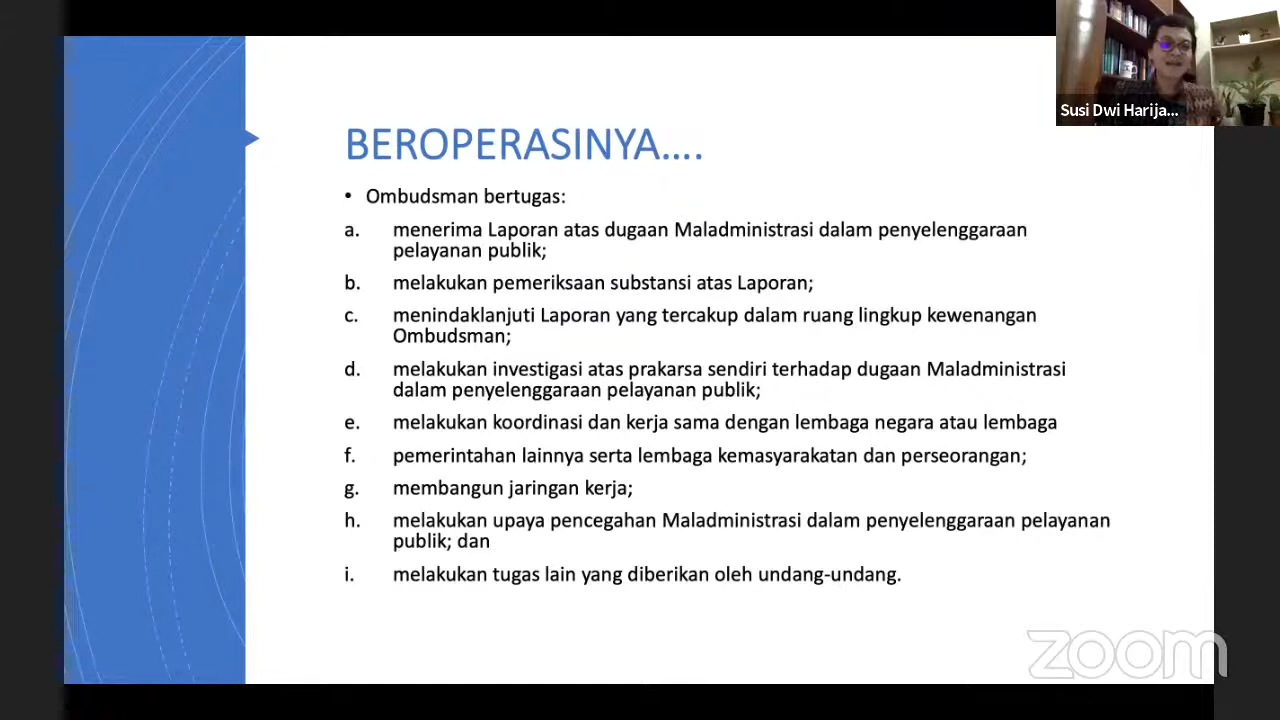 Susi Dwi Harija...
BEROPERASINYA....
• Ombudsman bertugas:
a. menerima Laporan atas dugaan Maladministrasi dalam penyelenggaraan
pelayanan publik;
b. melakukan pemeriksaan substansi atas Laporan;
c. menindaklanjuti Laporan yang tercakup dalam ruang lingkup kewenangan
Ombudsman;
d. melakukan investigasi atas prakarsa sendiri terhadap dugaan Maladministrasi
dalam penyelenggaraan pelayanan publik;
e. melakukan koordinasi dan kerja sama dengan lembaga negara atau lembaga
f. pemerintahan lainnya serta lembaga kemasyarakatan dan perseorangan;
g. membangun jaringan kerja;
h. melakukan upaya pencegahan Maladministrasi dalam penyelenggaraan pelayanan
publik; dan
i. melakukan tugas lain yang diberikan oleh undang-undang.
zoom